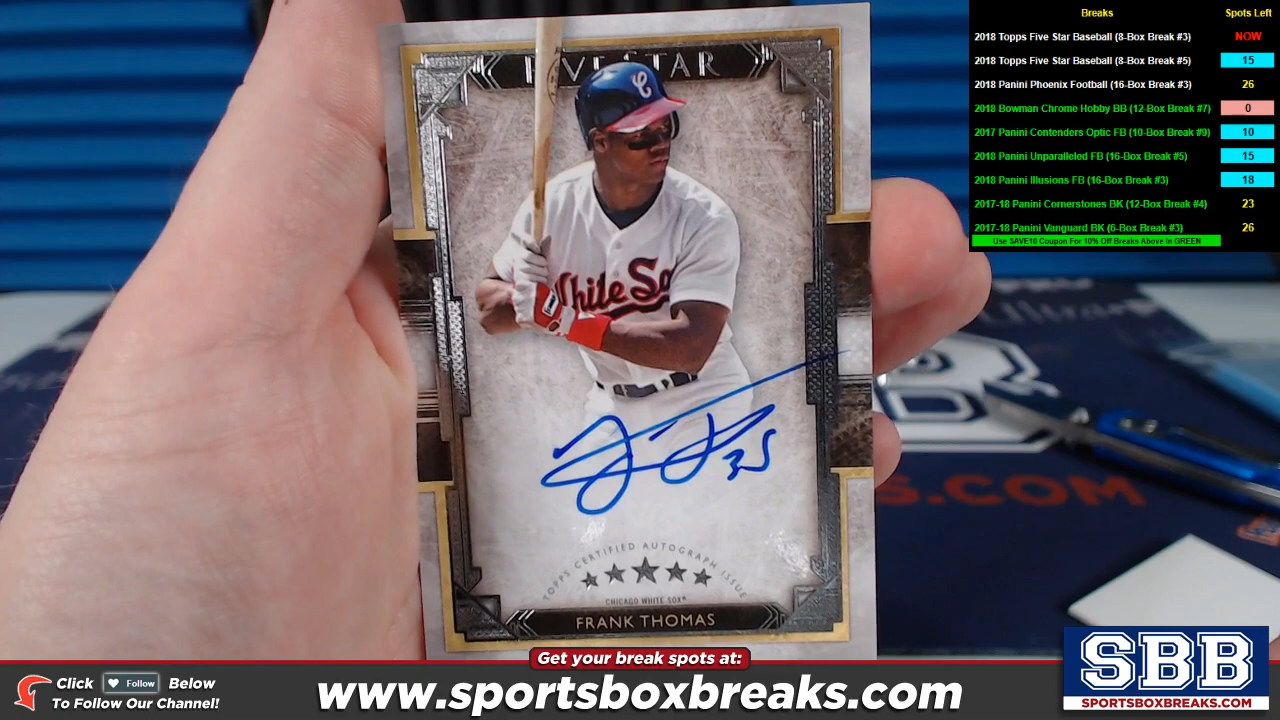 Breaks Spots Left
2018 Topps Five Star Baseball (8-Box Break #3) NOW
2018 Topps Five Star Baseball (8-Box Break #5) 15
2018 Panini Phoenix Football (16-Box Break #3) 26
2018 Bowman Chrome Hobby BB (12-Box Break #7) 0
2017 Panini Contenders Optic FB (10-Box Break #9) 10
2018 Panini Unparalleled FB (16-Box Break #5) 15
2018 Panini Illusions FB (16-Box Break #3) 18
2017-18 Panini Cornerstones BK (12-Box Break #4) 23
2017-18 Panini Vanguard BK (6-Box Break #3) 26
Use SAVE10 Coupon For 10% Off Breaks Above In GREEN
FIVE STAR
C
White So
35
TOPPS CERTIFIED AUTOGRAPH ISSUE
CHICAGO WHITE SOX®
FRANK THOMAS
S.COM
Get your break spots at:
Click Follow Below
To Follow Our Channel!
www.sportsboxbreaks.com
SBB
SPORTSBOXBREAKS.COM